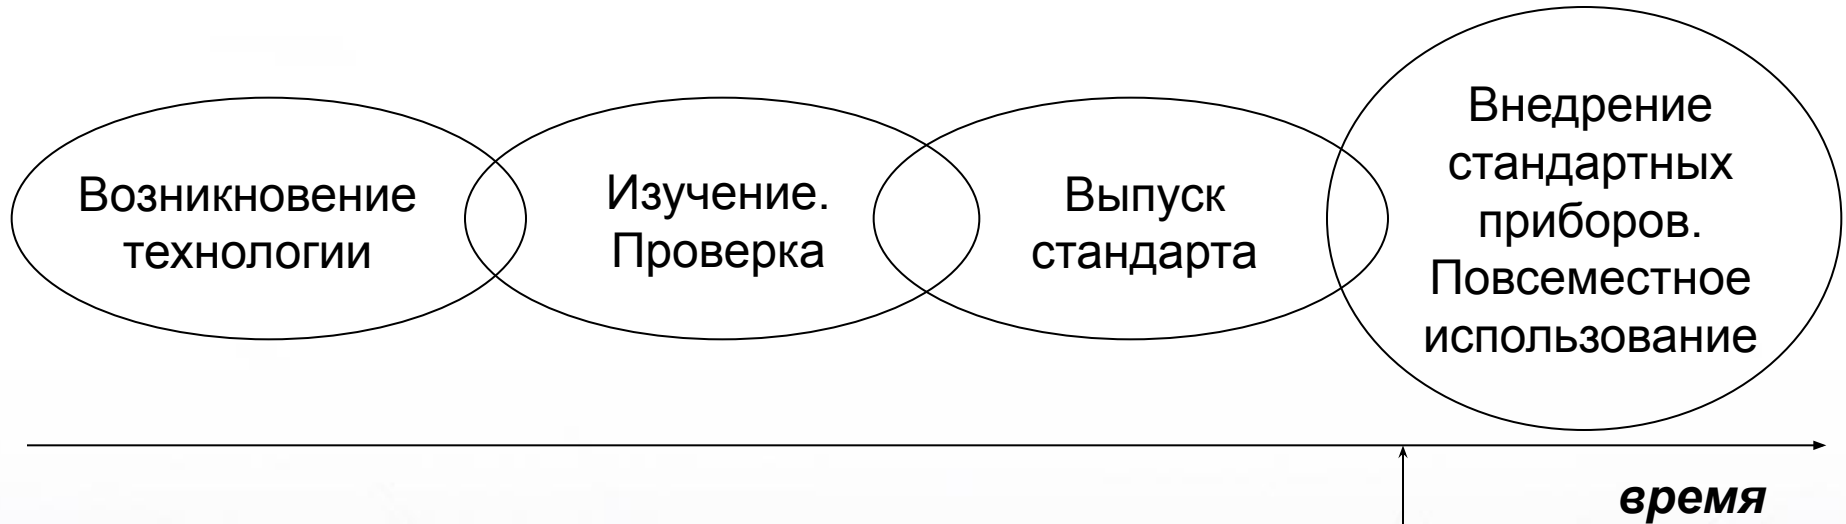 Возникновение
технологии
Изучение.
Проверка
Выпуск
стандарта
Внедрение
стандартных
приборов.
Повсеместное
использование
время